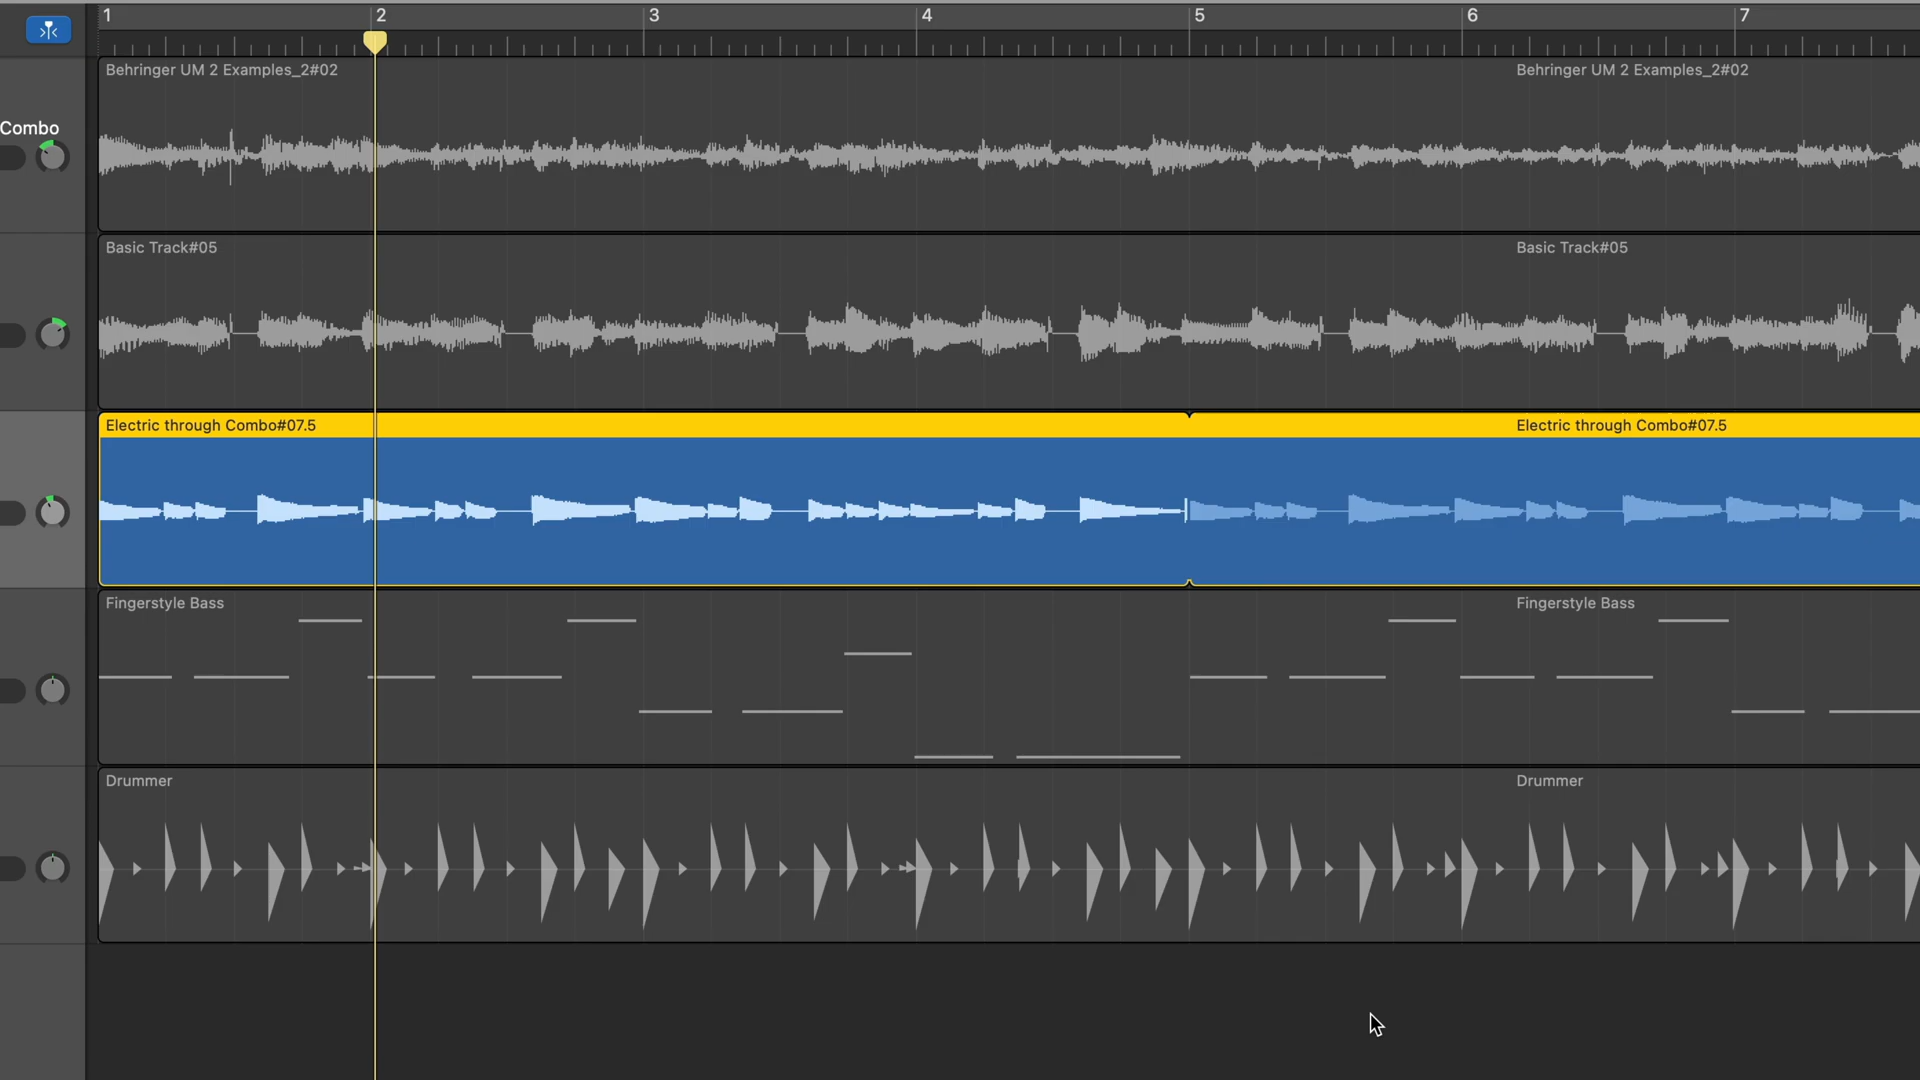 1 2 3 4 5 6 7
Behringer UM 2 Examples_2#02 Behringer UM 2 Examples_2#02
Combo
Basic Track#05 Basic Track#05
Electric through Combo#07.5 Electric through Combo#07.5
Fingerstyle Bass Fingerstyle Bass
Drummer Drummer